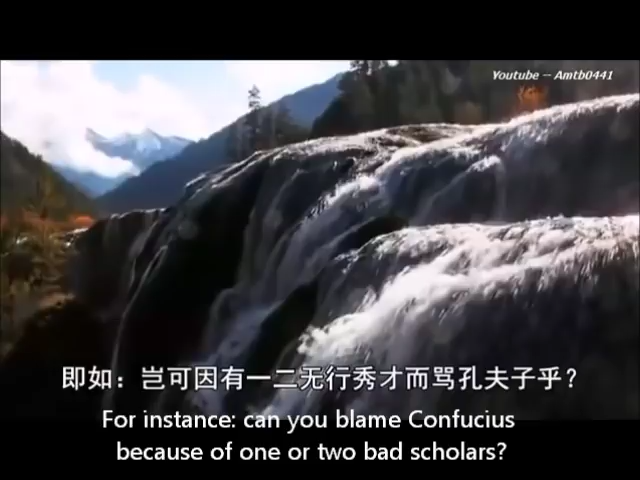 Youtube -- Amtb0441
即如：岂可因有一二无行秀才而骂孔夫子乎？
For instance: can you blame Confucius
because of one or two bad scholars?